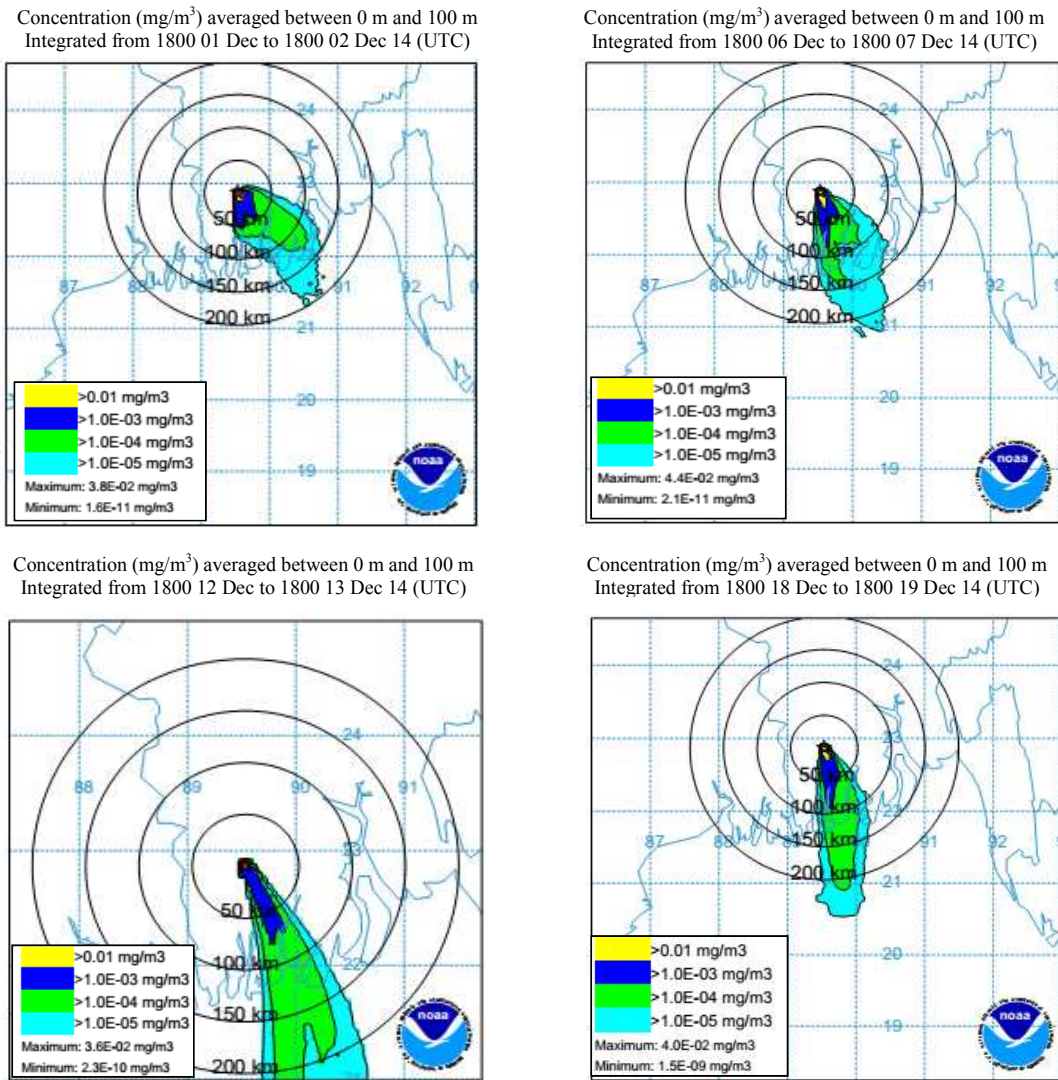 Concentration (mg/m³) averaged between 0 m and 100 m
Integrated from 1800 01 Dec to 1800 02 Dec 14 (UTC)
24
23
50 km
100 km
87
88
22
91
92
150 km
200 km
21
20
19
>0.01 mg/m3
>1.0E-03 mg/m3
>1.0E-04 mg/m3
>1.0E-05 mg/m3
Maximum: 3.8E-02 mg/m3
Minimum: 1.6E-11 mg/m3
noaa
Concentration (mg/m³) averaged between 0 m and 100 m
Integrated from 1800 06 Dec to 1800 07 Dec 14 (UTC)
24
23
50 km
100 km
22
87
88
90
91
92
150 km
200 km
21
20
19
>0.01 mg/m3
>1.0E-03 mg/m3
>1.0E-04 mg/m3
>1.0E-05 mg/m3
Maximum: 4.4E-02 mg/m3
Minimum: 2.1E-11 mg/m3
noaa
Concentration (mg/m³) averaged between 0 m and 100 m
Integrated from 1800 12 Dec to 1800 13 Dec 14 (UTC)
24
88
89
90
91
23
50 km
100 km
22
150 km
200 km
>0.01 mg/m3
>1.0E-03 mg/m3
>1.0E-04 mg/m3
>1.0E-05 mg/m3
Maximum: 3.6E-02 mg/m3
Minimum: 2.3E-10 mg/m3
noaa
Concentration (mg/m³) averaged between 0 m and 100 m
Integrated from 1800 18 Dec to 1800 19 Dec 14 (UTC)
24
23
50 km
100 km
22
87
88
91
92
150 km
200 km
21
20
19
>0.01 mg/m3
>1.0E-03 mg/m3
>1.0E-04 mg/m3
>1.0E-05 mg/m3
Maximum: 4.0E-02 mg/m3
Minimum: 1.5E-09 mg/m3
noaa